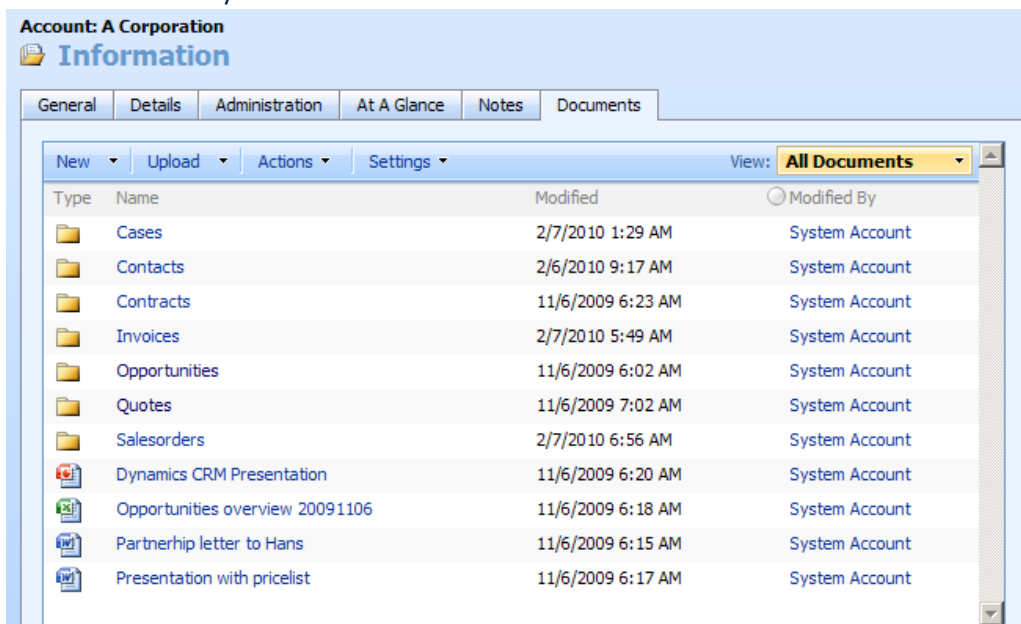 Account: A Corporation
Information
General Details Administration At A Glance Notes Documents
New Upload Actions Settings View: All Documents
Type Name Modified Modified By
Cases 2/7/2010 1:29 AM System Account
Contacts 2/6/2010 9:17 AM System Account
Contracts 11/6/2009 6:23 AM System Account
Invoices 2/7/2010 5:49 AM System Account
Opportunities 11/6/2009 6:02 AM System Account
Quotes 11/6/2009 7:02 AM System Account
Salesorders 2/7/2010 6:56 AM System Account
Dynamics CRM Presentation 11/6/2009 6:20 AM System Account
Opportunities overview 20091106 11/6/2009 6:18 AM System Account
Partnerhip letter to Hans 11/6/2009 6:15 AM System Account
Presentation with pricelist 11/6/2009 6:17 AM System Account